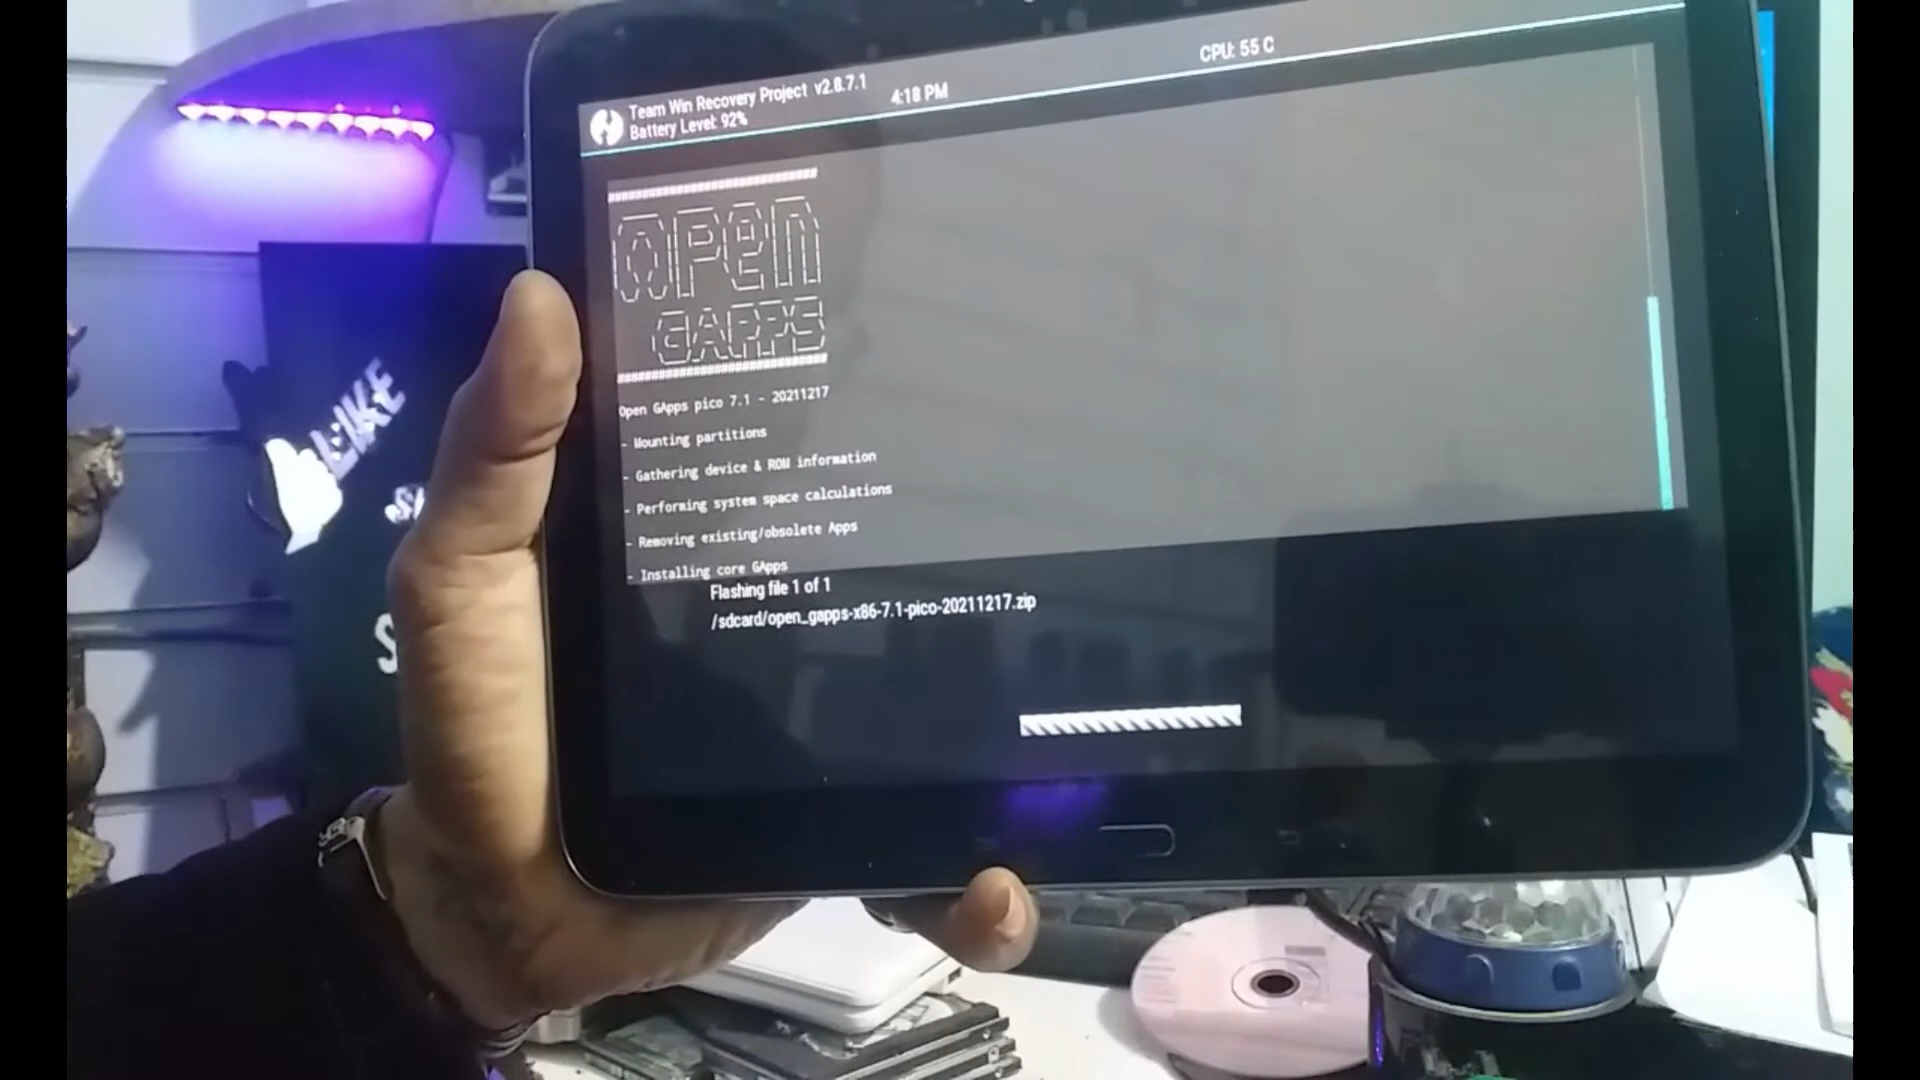 Team Win Recovery Project v2.8.7.1
4:18 PM
CPU: 55 C
Battery Level: 92%
OPEN
GAPPS
Open GApps pico 7.1 - 20211217
- Mounting partitions
- Gathering device & ROM information
- Performing system space calculations
- Removing existing/obsolete Apps
- Installing core GApps
Flashing file 1 of 1
/sdcard/open_gapps-x86-7.1-pico-20211217.zip
LIKE